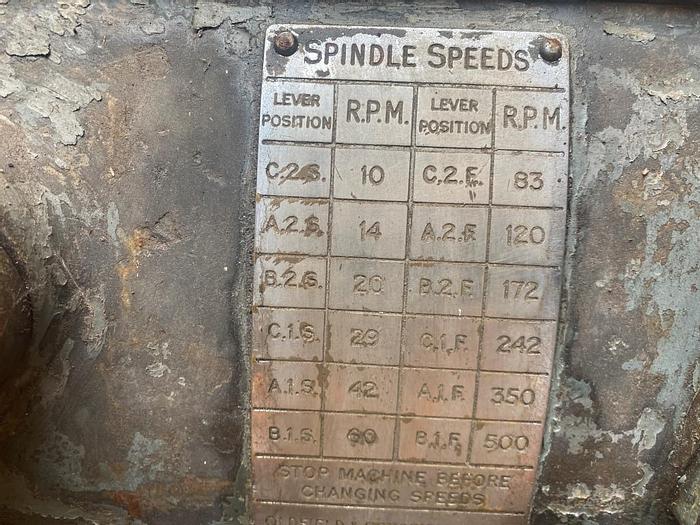 SPINDLE SPEEDS
LEVER POSITION R.P.M. LEVER POSITION R.P.M.
C.2.S. 10 C.2.F. 83
A.2.S. 14 A.2.F. 120
B.2.S. 20 B.2.F. 172
C.1.S. 29 C.1.F. 242
A.1.S. 42 A.1.F. 350
B.1.S. 60 B.1.F. 500
STOP MACHINE BEFORE
CHANGING SPEEDS